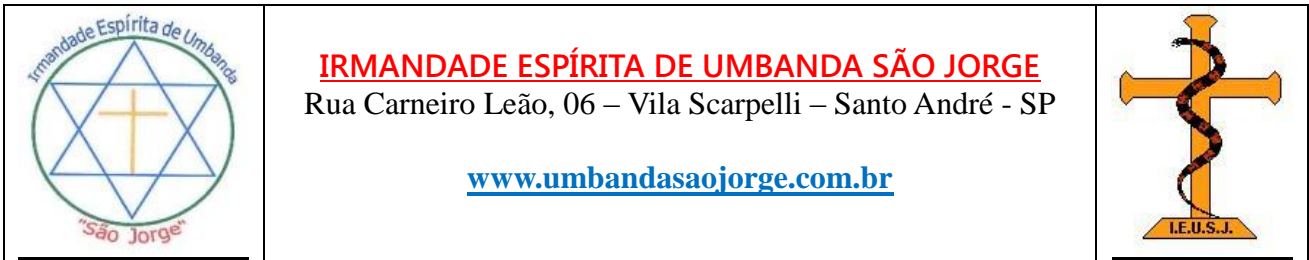 Irmandade Espírita de Umbanda
"São Jorge"
IRMANDADE ESPÍRITA DE UMBANDA SÃO JORGE
Rua Carneiro Leão, 06 – Vila Scarpelli – Santo André - SP
www.umbandasaojorge.com.br
I.E.U.S.J.